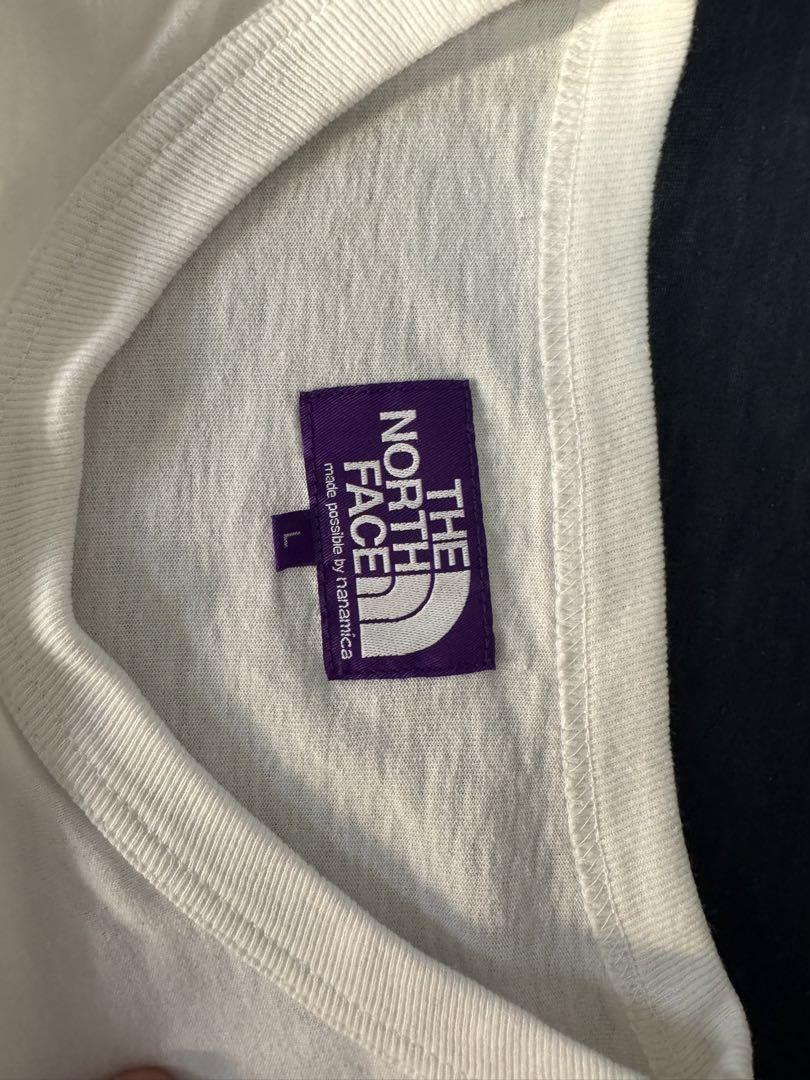 THE
NORTH
FACE
made possible by nanamica
L